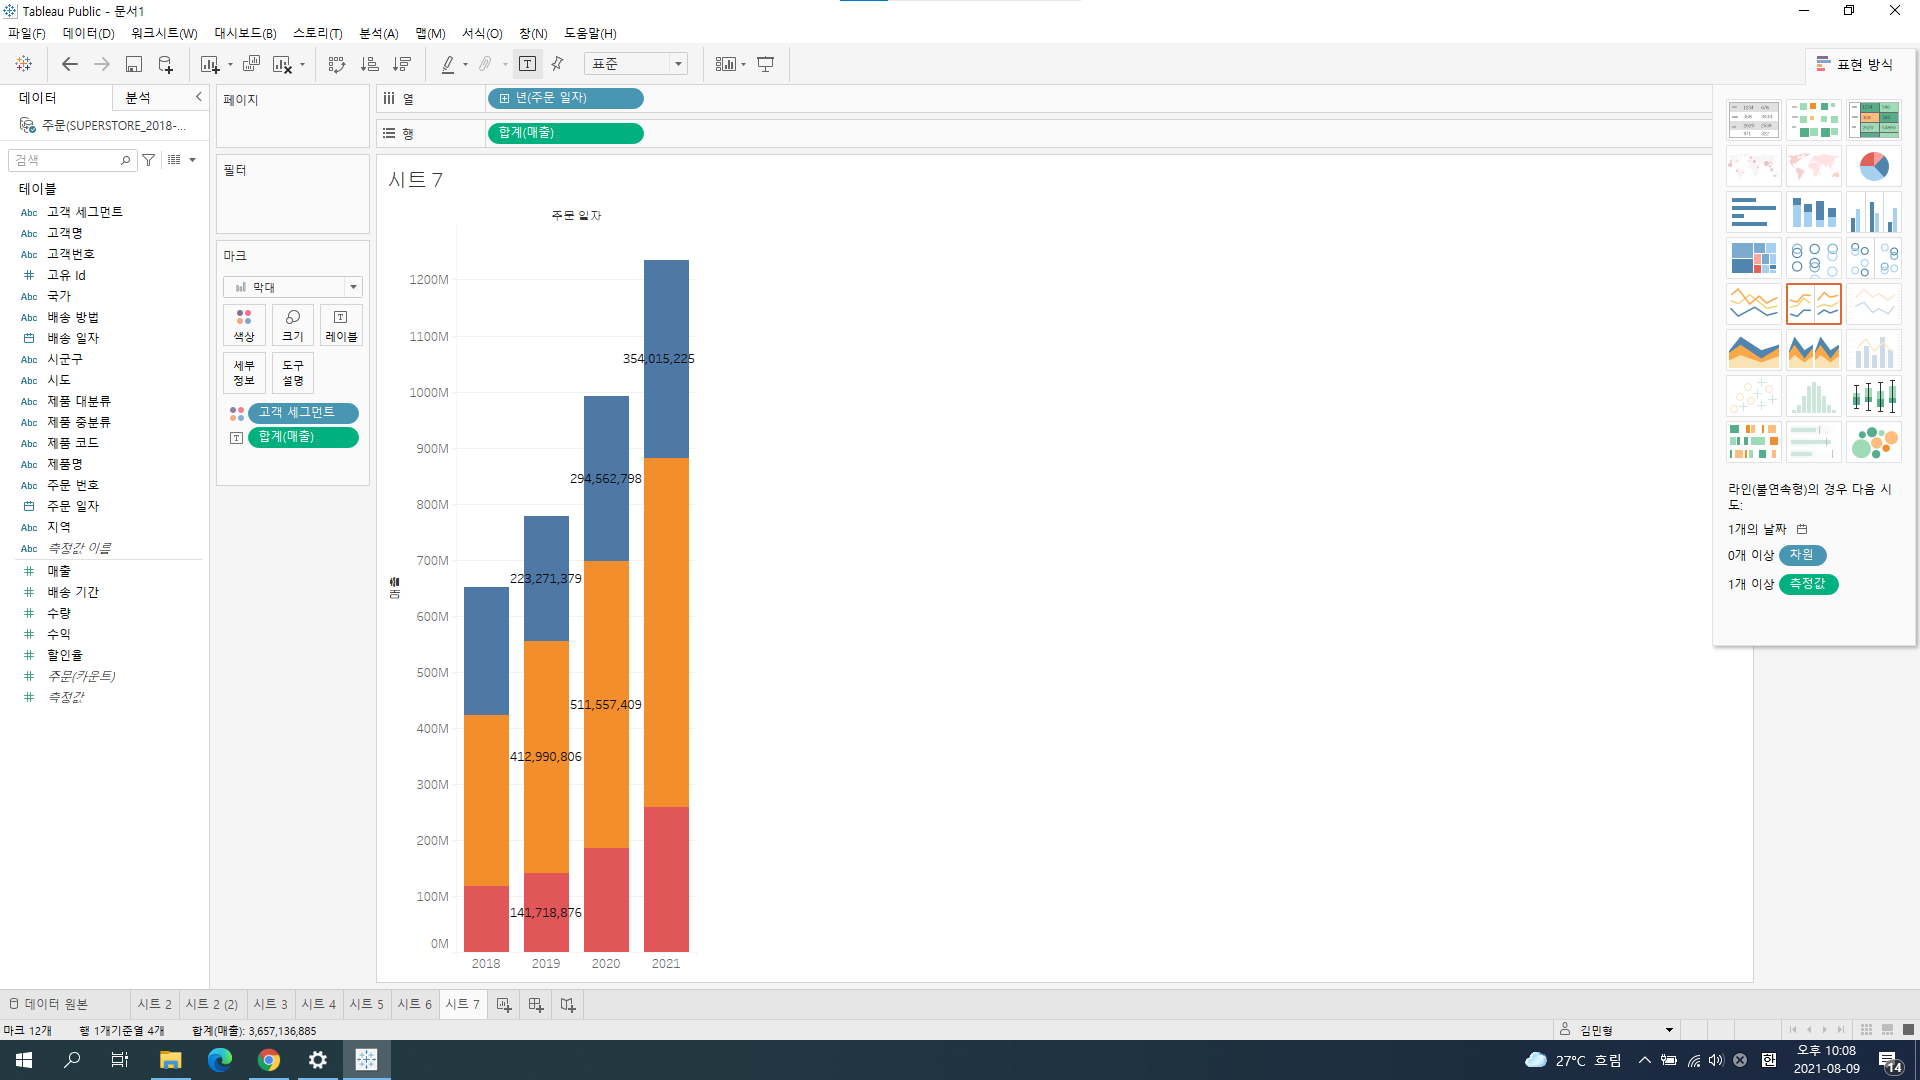 Tableau Public - 문서1
파일(F) 데이터(D) 워크시트(W) 대시보드(B) 스토리(T) 분석(A) 맵(M) 서식(O) 창(N) 도움말(H)
표준
표현 방식
데이터 분석
주문(SUPERSTORE_2018-...
검색
테이블
Abc 고객 세그먼트
Abc 고객명
Abc 고객번호
고유 Id
Abc 국가
Abc 배송 방법
배송 일자
Abc 시군구
Abc 시도
Abc 제품 대분류
Abc 제품 중분류
Abc 제품 코드
Abc 제품명
Abc 주문 번호
주문 일자
Abc 지역
Abc 측정값 이름
매출
배송 기간
수량
수익
할인율
주문(카운트)
측정값
페이지
필터
마크
막대
색상 크기 레이블
세부 정보
도구 설명
고객 세그먼트
합계(매출)
열 년(주문 일자)
행 합계(매출)
시트 7
주문 일자
매출
1200M
1100M
1000M
900M
800M
700M
600M
500M
400M
300M
200M
100M
0M
354,015,225
294,562,798
223,271,379
511,557,409
412,990,806
141,718,876
2018 2019 2020 2021
라인(불연속형)의 경우 다음 시
도:
1개의 날짜
0개 이상 차원
1개 이상 측정값
데이터 원본 시트 2 시트 2 (2) 시트 3 시트 4 시트 5 시트 6 시트 7
마크 12개 행 1개기준열 4개 합계(매출): 3,657,136,885
김민형
27°C 흐림
한
오후 10:08
2021-08-09
14